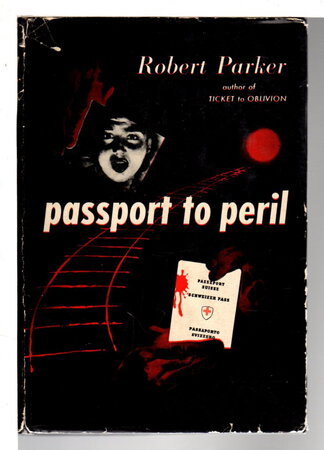 Robert Parker
author of
TICKET to OBLIVION
passport to peril
PASSEPORT
SUISSE
SCHWEIZER PASS
PASSAPORTO
SVIZZERO